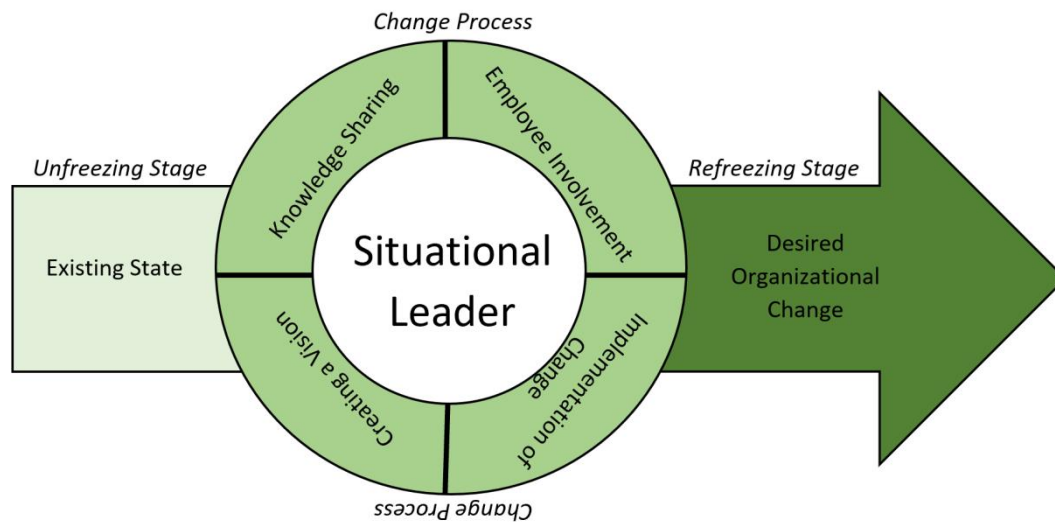 Change Process
Knowledge Sharing
Employee Involvement
Unfreezing Stage
Refreezing Stage
Existing State
Situational
Leader
Desired
Organizational
Change
Creating a Vision
Implementation of
Change
Change Process